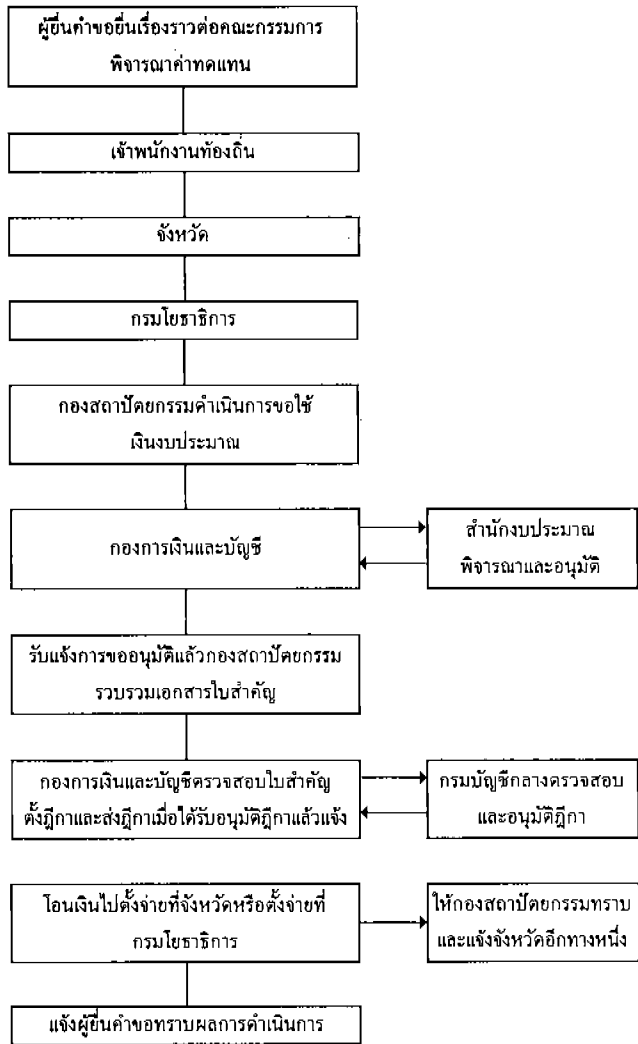 ผู้ยื่นคำขอยื่นเรื่องราวต่อคณะกรรมการ
พิจารณาค่าทดแทน
เจ้าพนักงานท้องถิ่น
จังหวัด
กรมโยธาธิการ
กองสถาปัตยกรรมดำเนินการขอใช้
เงินงบประมาณ
กองการเงินและบัญชี
สำนักงบประมาณ
พิจารณาและอนุมัติ
รับแจ้งการขออนุมัติแล้วกองสถาปัตยกรรม
รวบรวมเอกสารใบสำคัญ
กองการเงินและบัญชีตรวจสอบใบสำคัญ
ตั้งฎีกาและส่งฎีกาเมื่อได้รับอนุมัติฎีกาแล้วแจ้ง
กรมบัญชีกลางตรวจสอบ
และอนุมัติฎีกา
โอนเงินไปตั้งจ่ายที่จังหวัดหรือตั้งจ่ายที่
กรมโยธาธิการ
ให้กองสถาปัตยกรรมทราบ
และแจ้งจังหวัดอีกทางหนึ่ง
แจ้งผู้ยื่นคำขอทราบผลการดำเนินการ